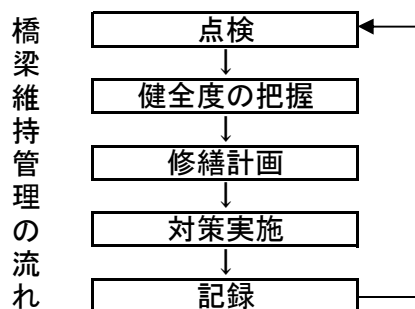 橋梁維持管理の流れ
点検
健全度の把握
修繕計画
対策実施
記録